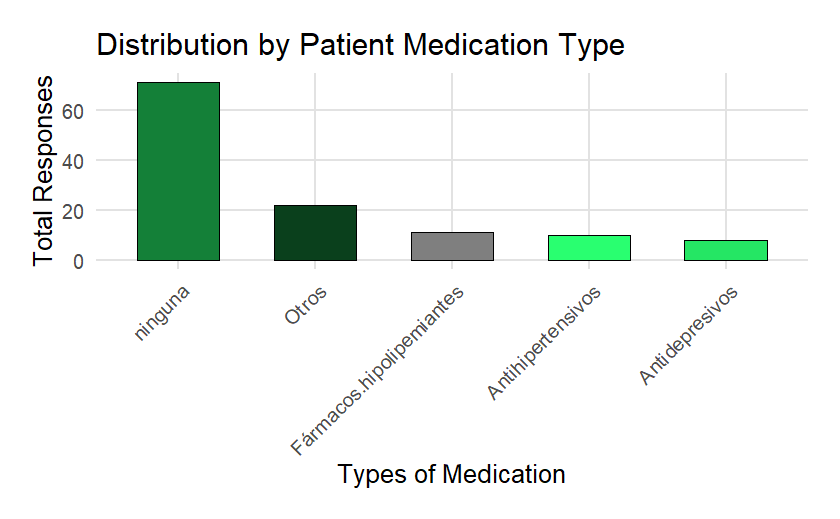 Distribution by Patient Medication Type
Total Responses
60
40
20
0
ninguna
Otros
Fármacos.hipolipemiantes
Antihipertensivos
Antidepresivos
Types of Medication